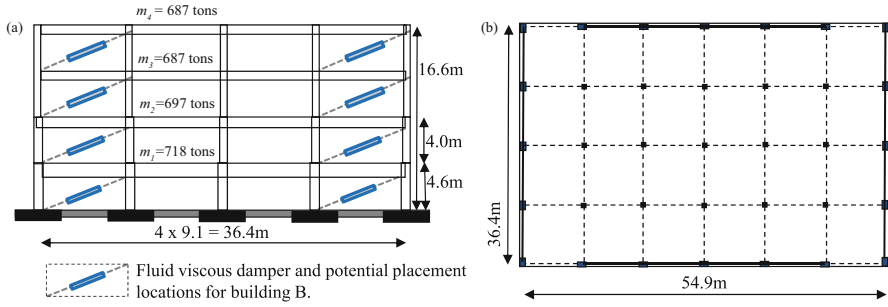 (a)
m₄ = 687 tons
m₃=687 tons
m₂=697 tons
m₁=718 tons
16.6m
4.0m
4.6m
4 x 9.1 = 36.4m
Fluid viscous damper and potential placement
locations for building B.
(b)
36.4m
54.9m